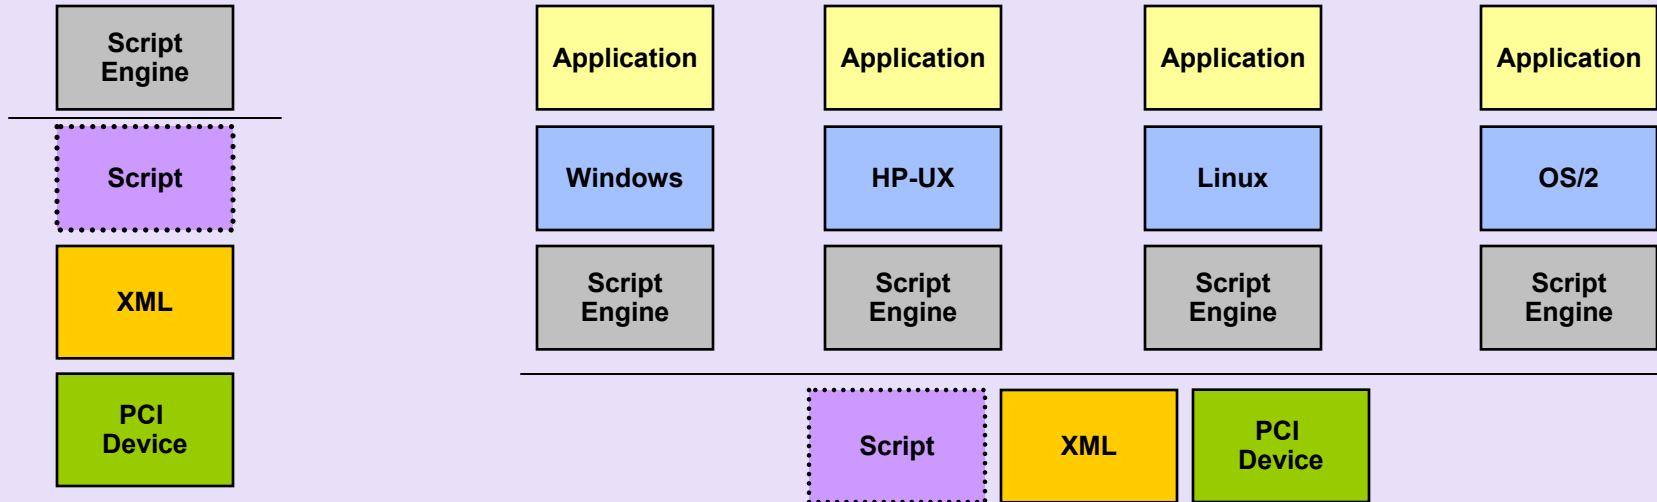 Script
Engine
Application
Application
Application
Application
Script
Windows
HP-UX
Linux
OS/2
XML
Script
Engine
Script
Engine
Script
Engine
Script
Engine
PCI
Device
Script
XML
PCI
Device